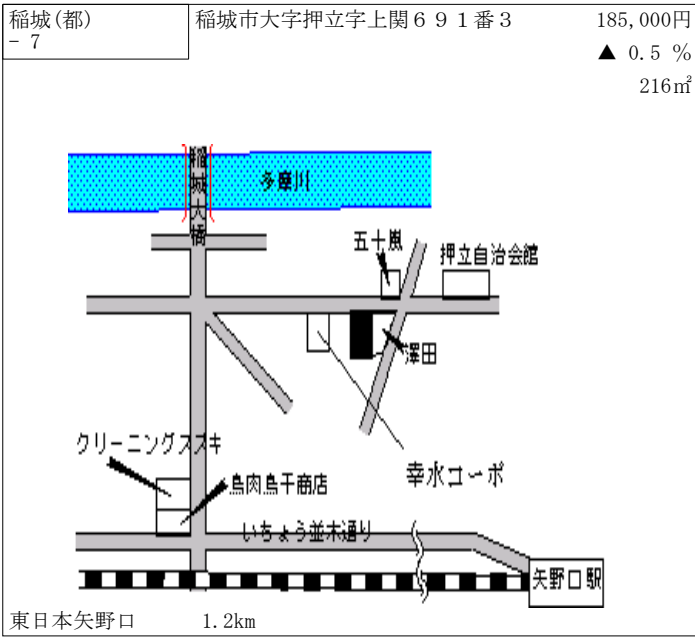 稲城(都)
- 7
稲城市大字押立字上関６９１番３
185,000円
▲ 0.5 %
216㎡
稲城大橋
多摩川
五十嵐
押立自治会館
澤田
幸水コーポ
クリーニングスズキ
鳥肉鳥干商店
いちょう並木通り
矢野口駅
東日本矢野口
1.2km